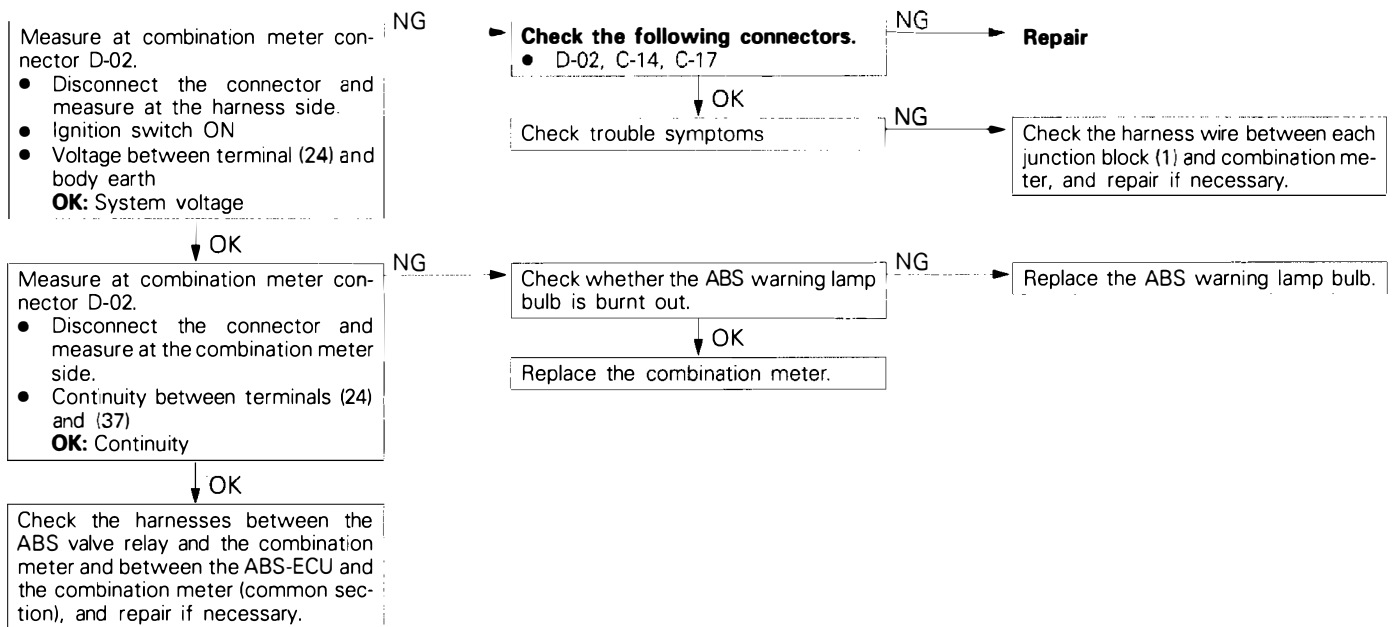 Measure at combination meter con-
nector D-02.
● Disconnect the connector and
measure at the harness side.
● Ignition switch ON
● Voltage between terminal (24) and
body earth
OK: System voltage
NG
Check the following connectors.
● D-02, C-14, C-17
NG
Repair
OK
Check trouble symptoms
NG
Check the harness wire between each
junction block (1) and combination me-
ter, and repair if necessary.
OK
Measure at combination meter con-
nector D-02.
● Disconnect the connector and
measure at the combination meter
side.
● Continuity between terminals (24)
and (37)
OK: Continuity
NG
Check whether the ABS warning lamp
bulb is burnt out.
NG
Replace the ABS warning lamp bulb.
OK
Replace the combination meter.
OK
Check the harnesses between the
ABS valve relay and the combination
meter and between the ABS-ECU and
the combination meter (common sec-
tion), and repair if necessary.